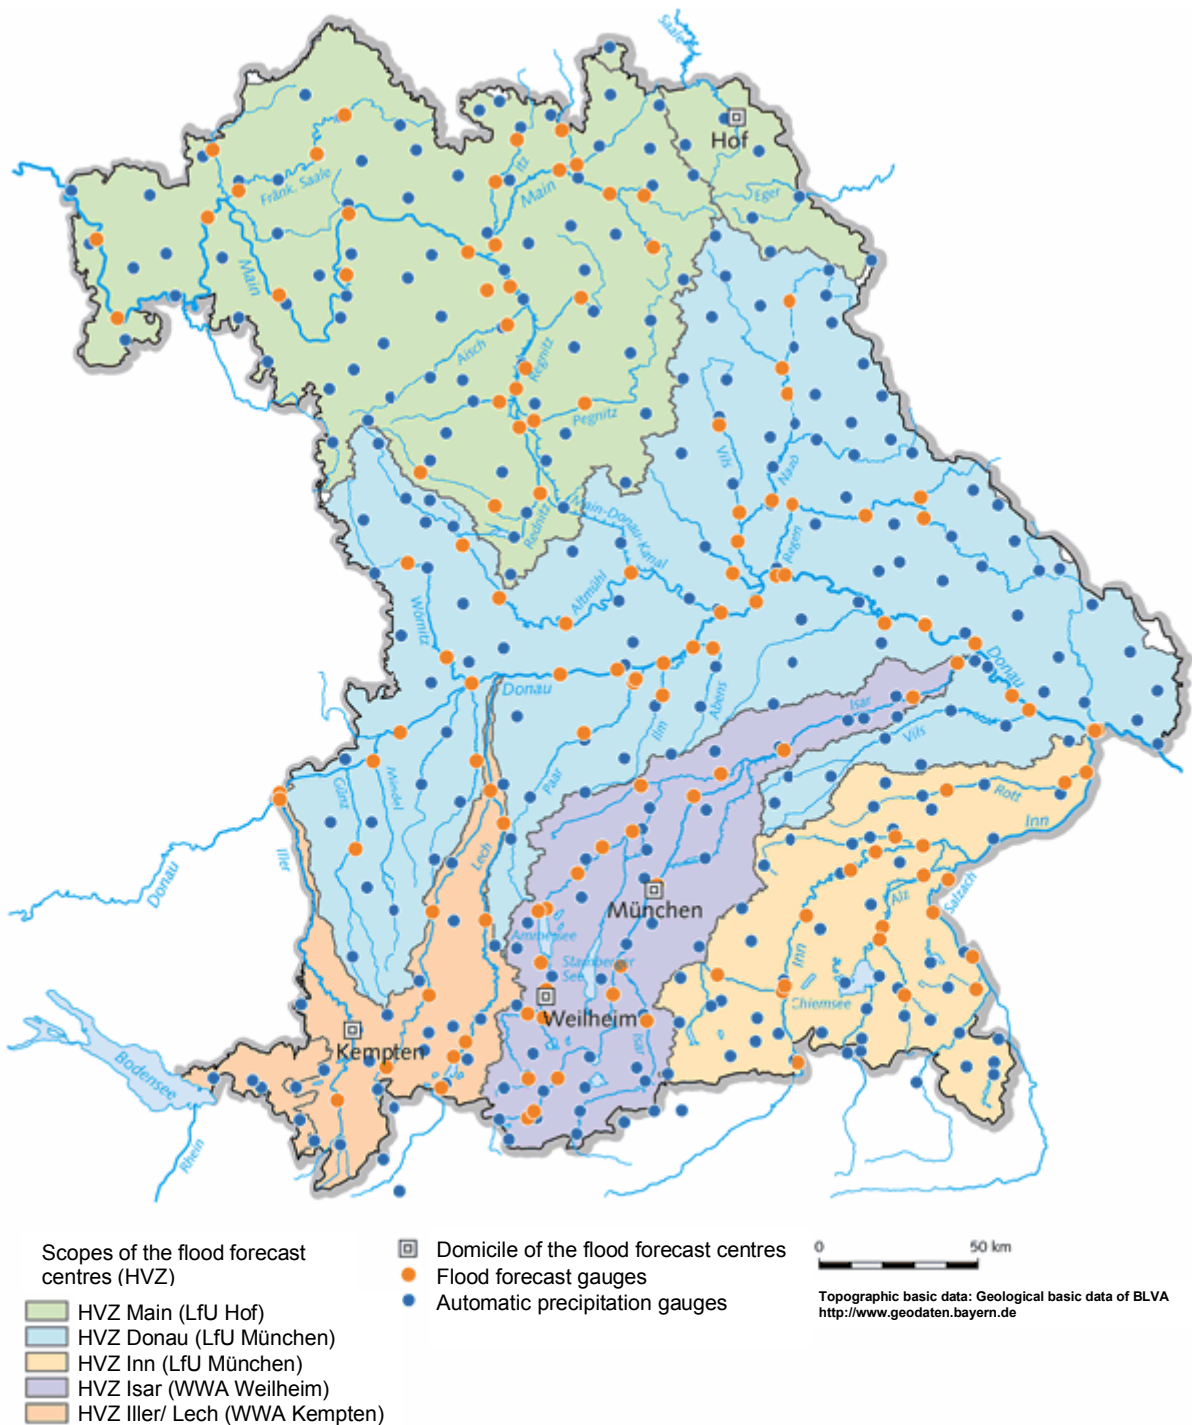 Saale
Hof
Itz
Fränk. Saale
Main
Eger
Main
Aisch
Regnitz
Pegnitz
Vils
Naab
Main-Donau-Kanal
Rednitz
Regen
Altmühl
Wörnitz
Donau
Donau
Isar
Abens
Ilm
Vils
Paar
Günz
Mindel
Rott
Inn
Lech
Iller
Donau
München
Alz
Salzach
Ammersee
Starnberger
See
Inn
Chiemsee
Weilheim
Isar
Kempten
Bodensee
Rhein
Scopes of the flood forecast
centres (HVZ)
HVZ Main (LfU Hof)
HVZ Donau (LfU München)
HVZ Inn (LfU München)
HVZ Isar (WWA Weilheim)
HVZ Iller/ Lech (WWA Kempten)
Domicile of the flood forecast centres
Flood forecast gauges
Automatic precipitation gauges
0 50 km
Topographic basic data: Geological basic data of BLVA
http://www.geodaten.bayern.de